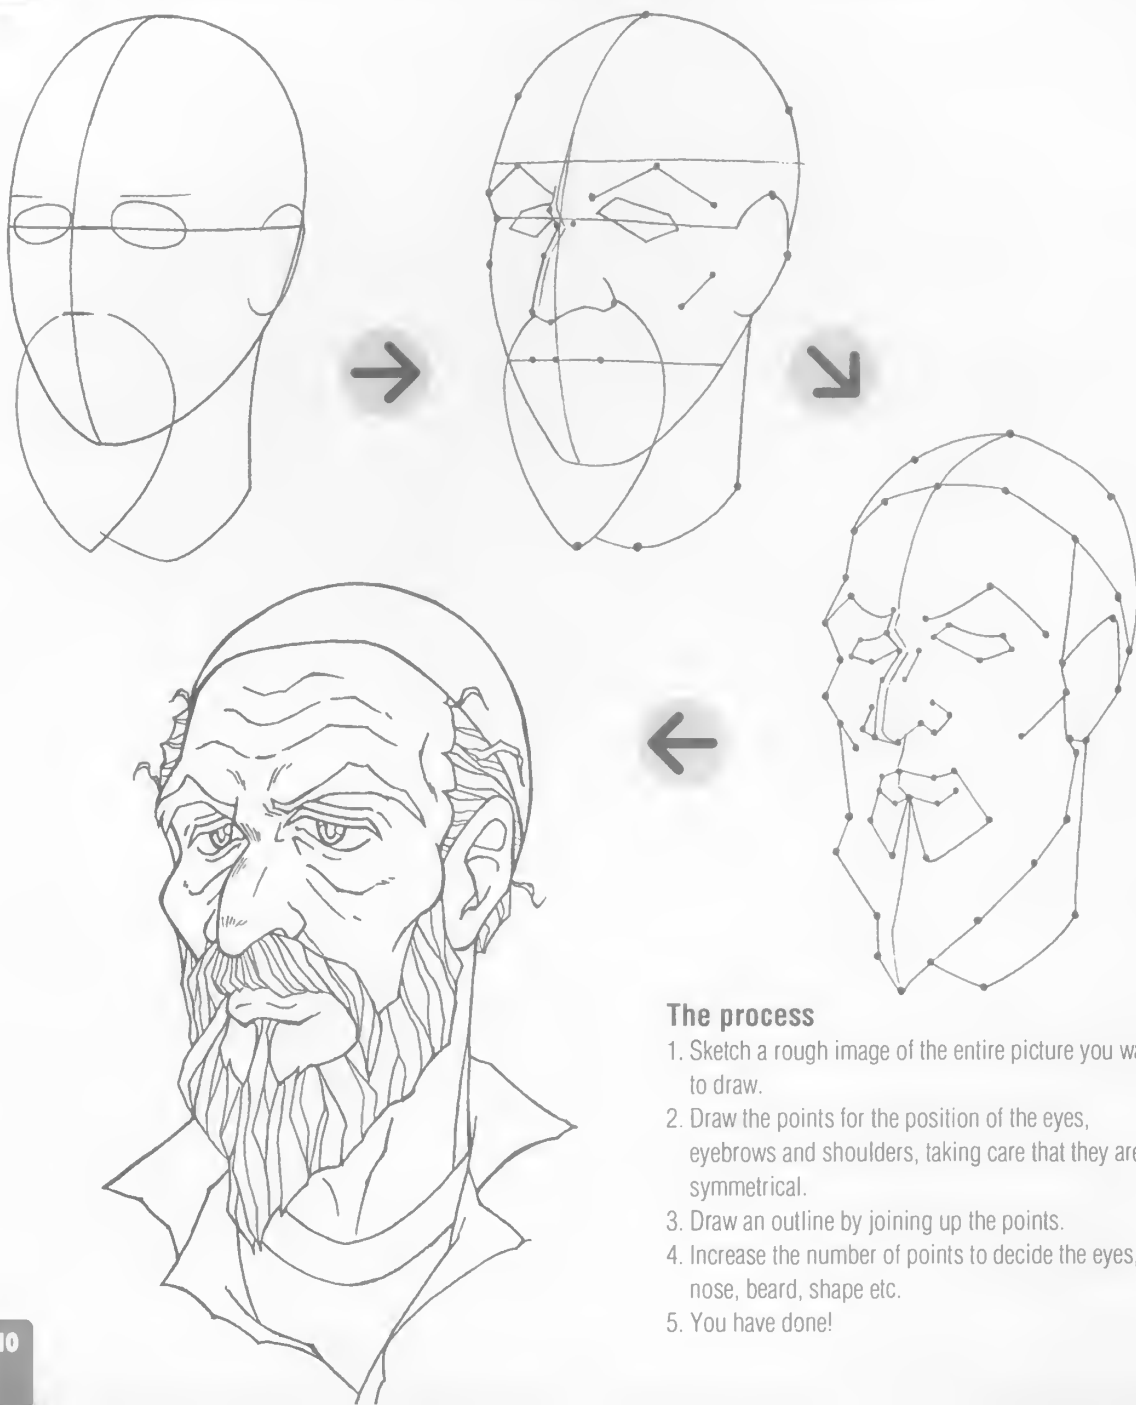 The process
1. Sketch a rough image of the entire picture you
to draw.
2. Draw the points for the position of the eyes,
eyebrows and shoulders, taking care that they are
symmetrical.
3. Draw an outline by joining up the points.
4. Increase the number of points to decide the eyes,
nose, beard, shape etc.
5. You have done!
10